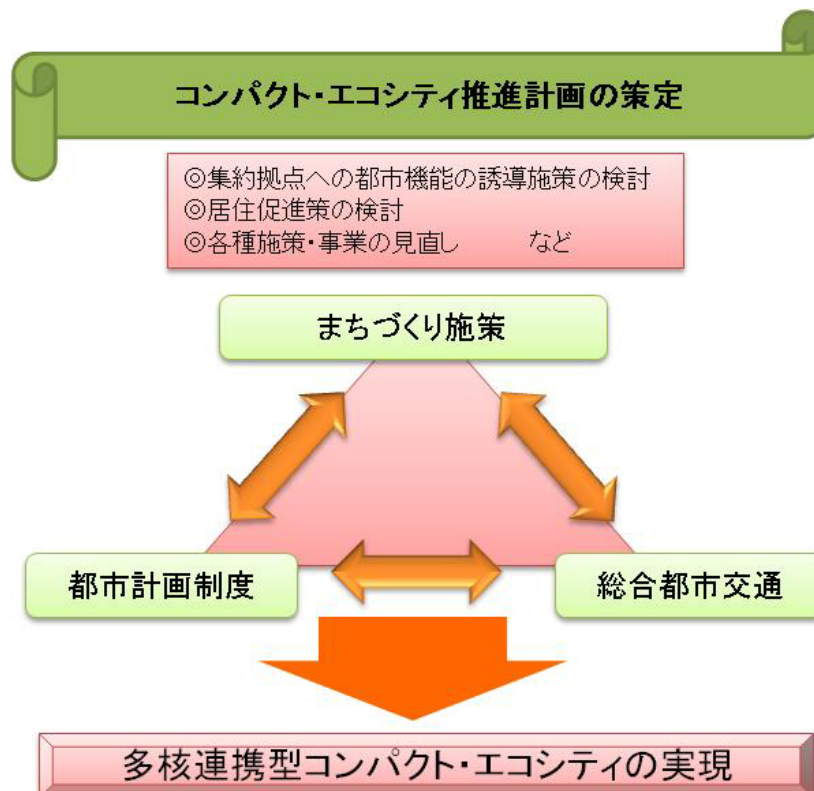 コンパクト・エコシティ推進計画の策定
◎集約拠点への都市機能の誘導施策の検討
◎居住促進策の検討
◎各種施策・事業の見直し　　　など
まちづくり施策
都市計画制度
総合都市交通
多核連携型コンパクト・エコシティの実現